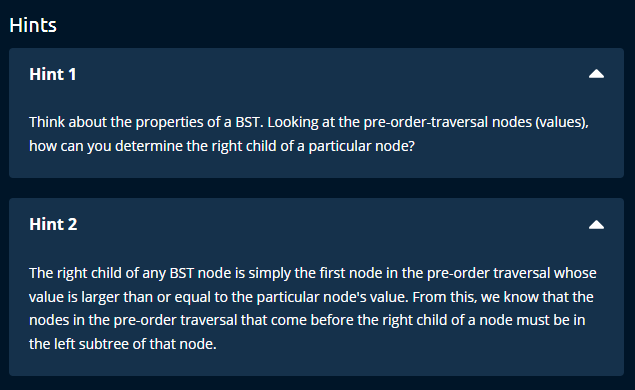 Hints
Hint 1
Think about the properties of a BST. Looking at the pre-order-traversal nodes (values),
how can you determine the right child of a particular node?
Hint 2
The right child of any BST node is simply the first node in the pre-order traversal whose
value is larger than or equal to the particular node's value. From this, we know that the
nodes in the pre-order traversal that come before the right child of a node must be in
the left subtree of that node.